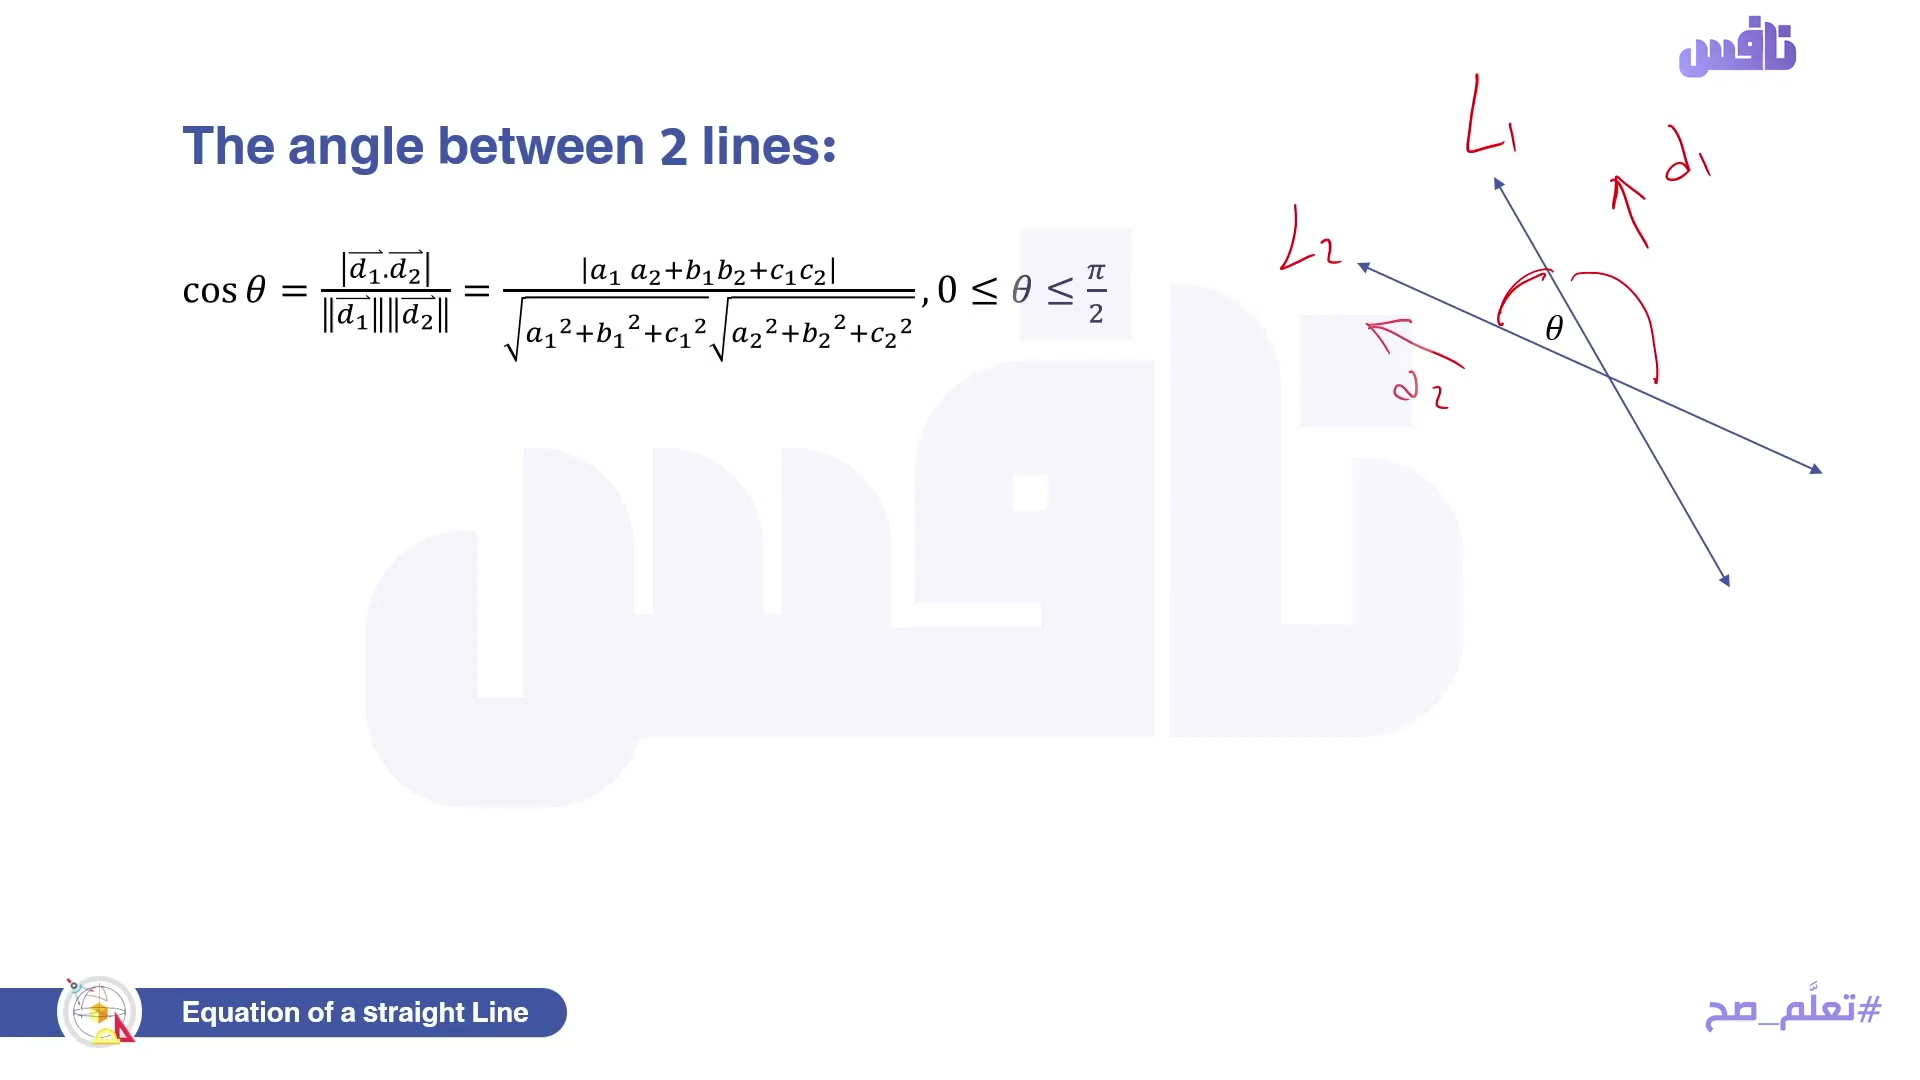 نافس
The angle between 2 lines:
cos θ = |d₁⃗.d₂⃗| / ‖d₁⃗‖‖d₂⃗‖ = |a₁ a₂+b₁b₂+c₁c₂| / √(a₁²+b₁²+c₁²)√(a₂²+b₂²+c₂²) , 0 ≤ θ ≤ π/2
L1
d1
L2
θ
d2
نافس
Equation of a straight Line
#تعلَّم_صح